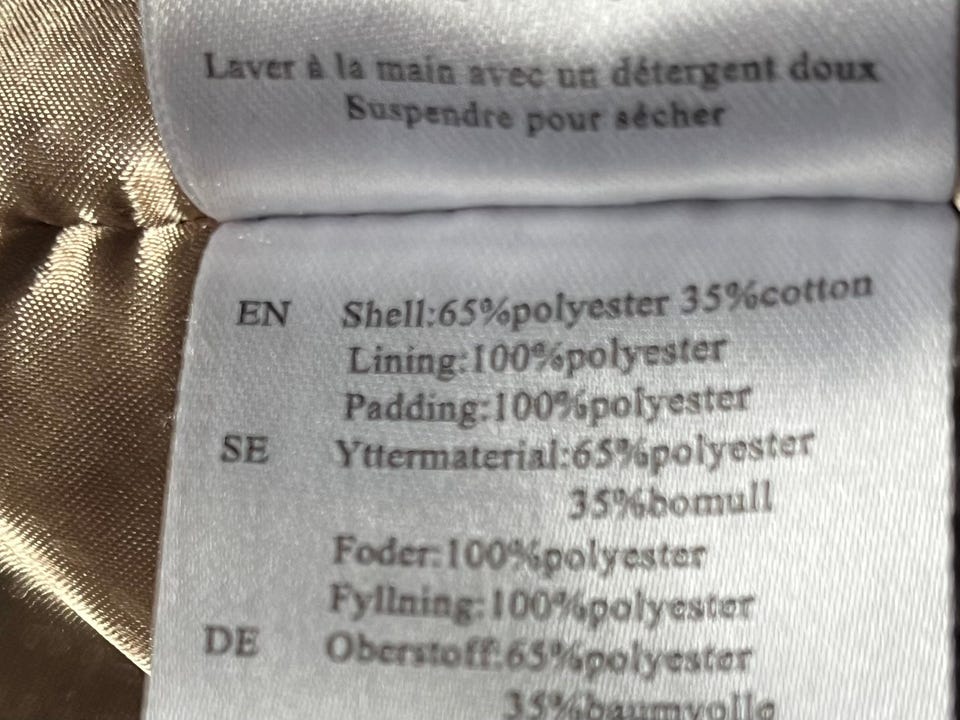 Laver à la main avec un détergent doux
Suspendre pour sécher
EN Shell:65%polyester 35%cotton
Lining:100%polyester
Padding:100%polyester
SE Yttermaterial:65%polyester
35%bomull
Foder:100%polyester
Fyllning:100%polyester
DE Oberstoff:65%polyester
35%baumwolle